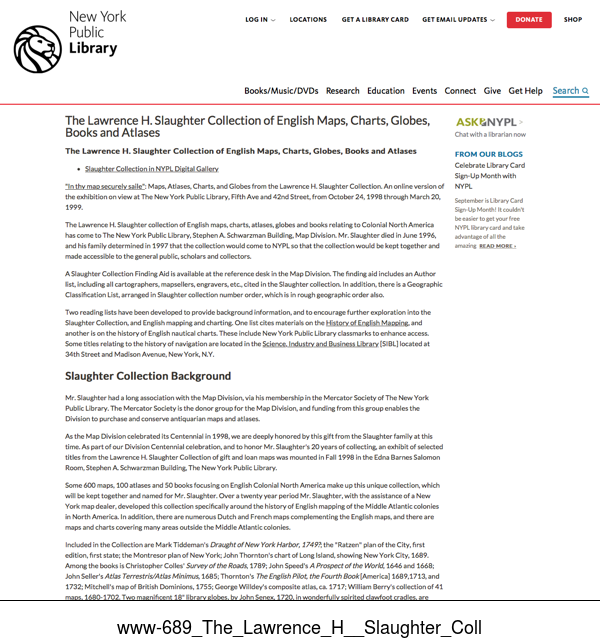 New York
Public
Library
LOG IN
LOCATIONS
GET A LIBRARY CARD
GET EMAIL UPDATES
DONATE
SHOP
Books/Music/DVDs Research Education Events Connect Give Get Help Search
The Lawrence H. Slaughter Collection of English Maps, Charts, Globes,
Books and Atlases
The Lawrence H. Slaughter Collection of English Maps, Charts, Globes, Books and Atlases
• Slaughter Collection in NYPL Digital Gallery
"In thy map securely saile": Maps, Atlases, Charts, and Globes from the Lawrence H. Slaughter Collection. An online version of
the exhibition on view at The New York Public Library, Fifth Ave and 42nd Street, from October 24, 1998 through March 20,
1999.
The Lawrence H. Slaughter collection of English maps, charts, atlases, globes and books relating to Colonial North America
has come to The New York Public Library, Stephen A. Schwarzman Building, Map Division. Mr. Slaughter died in June 1996,
and his family determined in 1997 that the collection would come to NYPL so that the collection would be kept together and
made accessible to the general public, scholars and collectors.
A Slaughter Collection Finding Aid is available at the reference desk in the Map Division. The finding aid includes an Author
list, including all cartographers, mapsellers, engravers, etc., cited in the Slaughter collection. In addition, there is a Geographic
Classification List, arranged in Slaughter collection number order, which is in rough geographic order also.
Two reading lists have been developed to provide background information, and to encourage further exploration into the
Slaughter Collection, and English mapping and charting. One list cites materials on the History of English Mapping, and
another is on the history of English nautical charts. These include New York Public Library classmarks to enhance access.
Some titles relating to the history of navigation are located in the Science, Industry and Business Library [SIBL] located at
34th Street and Madison Avenue, New York, N.Y.
Slaughter Collection Background
Mr. Slaughter had a long association with the Map Division, via his membership in the Mercator Society of The New York
Public Library. The Mercator Society is the donor group for the Map Division, and funding from this group enables the
Division to purchase and conserve antiquarian maps and atlases.
As the Map Division celebrated its Centennial in 1998, we are deeply honored by this gift from the Slaughter family at this
time. As part of our Division Centennial celebration, and to honor Mr. Slaughter's 20 years of collecting, an exhibit of selected
titles from the Lawrence H. Slaughter Collection of gift and loan maps was mounted in Fall 1998 in the Edna Barnes Salomon
Room, Stephen A. Schwarzman Building, The New York Public Library.
Some 600 maps, 100 atlases and 50 books focusing on English Colonial North America make up this unique collection, which
will be kept together and named for Mr. Slaughter. Over a twenty year period Mr. Slaughter, with the assistance of a New
York map dealer, developed this collection specifically around the history of English mapping of the Middle Atlantic colonies
in North America. In addition, there are numerous Dutch and French maps complementing the English maps, and there are
maps and charts covering many areas outside the Middle Atlantic colonies.
Included in the Collection are Mark Tiddeman's Draught of New York Harbor, 1749?; the "Ratzen" plan of the City, first
edition, first state; the Montresor plan of New York; John Thornton's chart of Long Island, showing New York City, 1689.
Among the books is Christopher Colles' Survey of the Roads, 1789; John Speed's A Prospect of the World, 1646 and 1668;
John Seller's Atlas Terrestris/Atlas Minimus, 1685; Thornton's The English Pilot, the Fourth Book [America] 1689,1713, and
1732; Mitchell's map of British Dominions, 1755; George Willdey's composite atlas, ca. 1717; William Berry's collection of 41
maps, 1680-1702. Two magnificent 18" library globes, by John Senex, 1720, in wonderfully spirited clawfoot cradles, are
ASK NYPL >
Chat with a librarian now
FROM OUR BLOGS
Celebrate Library Card
Sign-Up Month with
NYPL
September is Library Card
Sign-Up Month! It couldn't
be easier to get your free
NYPL library card and take
advantage of all the
amazing READ MORE ›
www-689_The_Lawrence_H__Slaughter_Coll